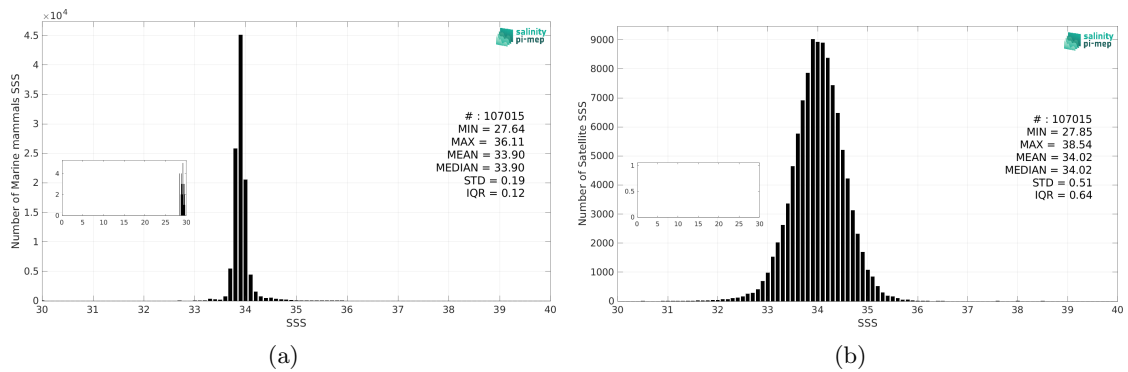 ×10⁴
4.5
4
3.5
3
2.5
2
1.5
1
0.5
0
Number of Marine mammals SSS
salinity
pi-mep
# : 107015
MIN = 27.64
MAX = 36.11
MEAN = 33.90
MEDIAN = 33.90
STD = 0.19
IQR = 0.12
4
2
0
0 5 10 15 20 25 30
30 31 32 33 34 35 36 37 38 39 40
SSS
(a)
9000
8000
7000
6000
5000
4000
3000
2000
1000
0
Number of Satellite SSS
salinity
pi-mep
# : 107015
MIN = 27.85
MAX = 38.54
MEAN = 34.02
MEDIAN = 34.02
STD = 0.51
IQR = 0.64
1
0.5
0
0 5 10 15 20 25 30
30 31 32 33 34 35 36 37 38 39 40
SSS
(b)